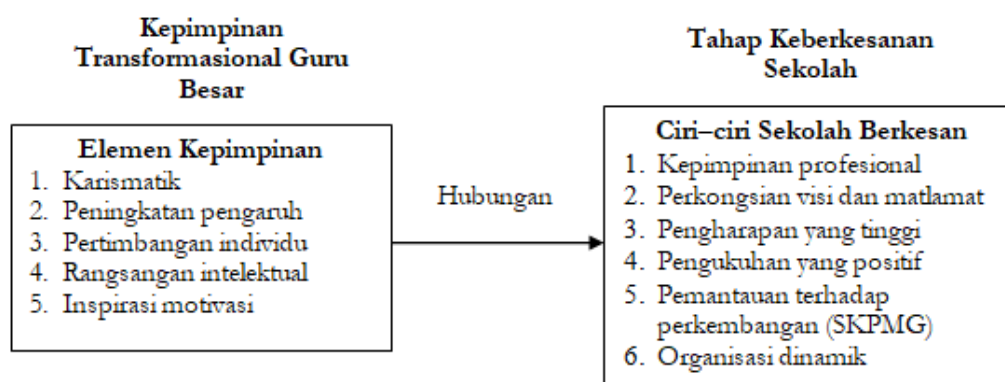 Kepimpinan
Transformasional Guru
Besar
Elemen Kepimpinan
1. Karismatik
2. Peningkatan pengaruh
3. Pertimbangan individu
4. Rangsangan intelektual
5. Inspirasi motivasi
Hubungan
Tahap Keberkesanan
Sekolah
Ciri–ciri Sekolah Berkesan
1. Kepimpinan profesional
2. Perkongsian visi dan matlamat
3. Pengharapan yang tinggi
4. Pengukuhan yang positif
5. Pemantauan terhadap
perkembangan (SKPMG)
6. Organisasi dinamik